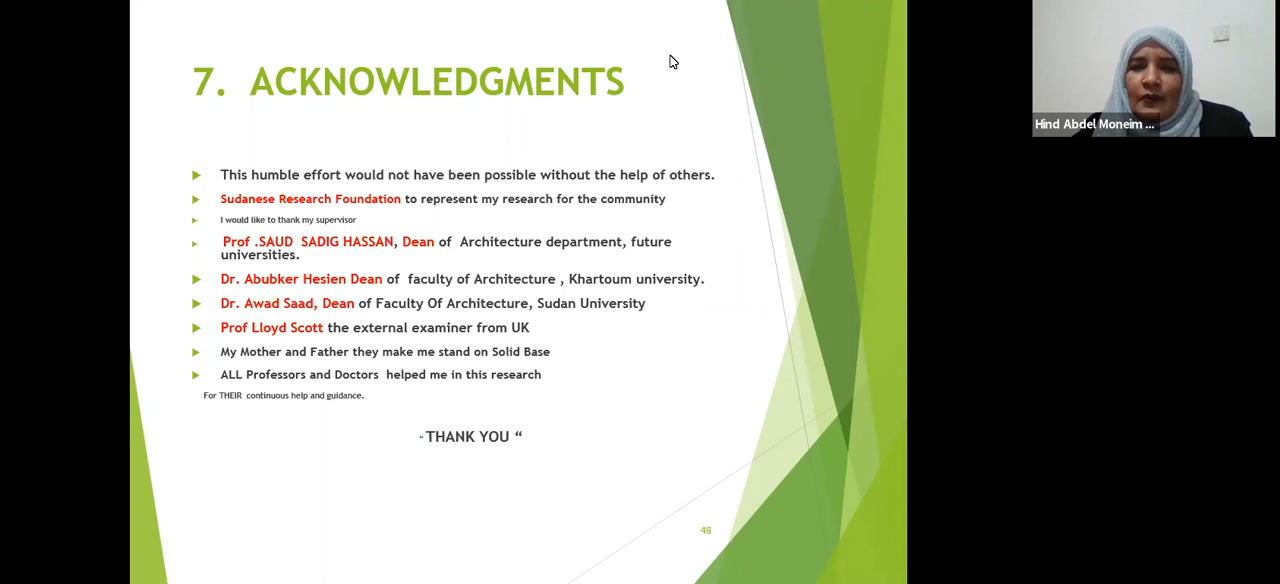 7. ACKNOWLEDGMENTS
This humble effort would not have been possible without the help of others.
Sudanese Research Foundation to represent my research for the community
I would like to thank my supervisor
Prof .SAUD SADIG HASSAN, Dean of Architecture department, future
universities.
Dr. Abubker Hesien Dean of faculty of Architecture , Khartoum university.
Dr. Awad Saad, Dean of Faculty Of Architecture, Sudan University
Prof Lloyd Scott the external examiner from UK
My Mother and Father they make me stand on Solid Base
ALL Professors and Doctors helped me in this research
For THEIR continuous help and guidance.
-THANK YOU “
48
Hind Abdel Moneim ...